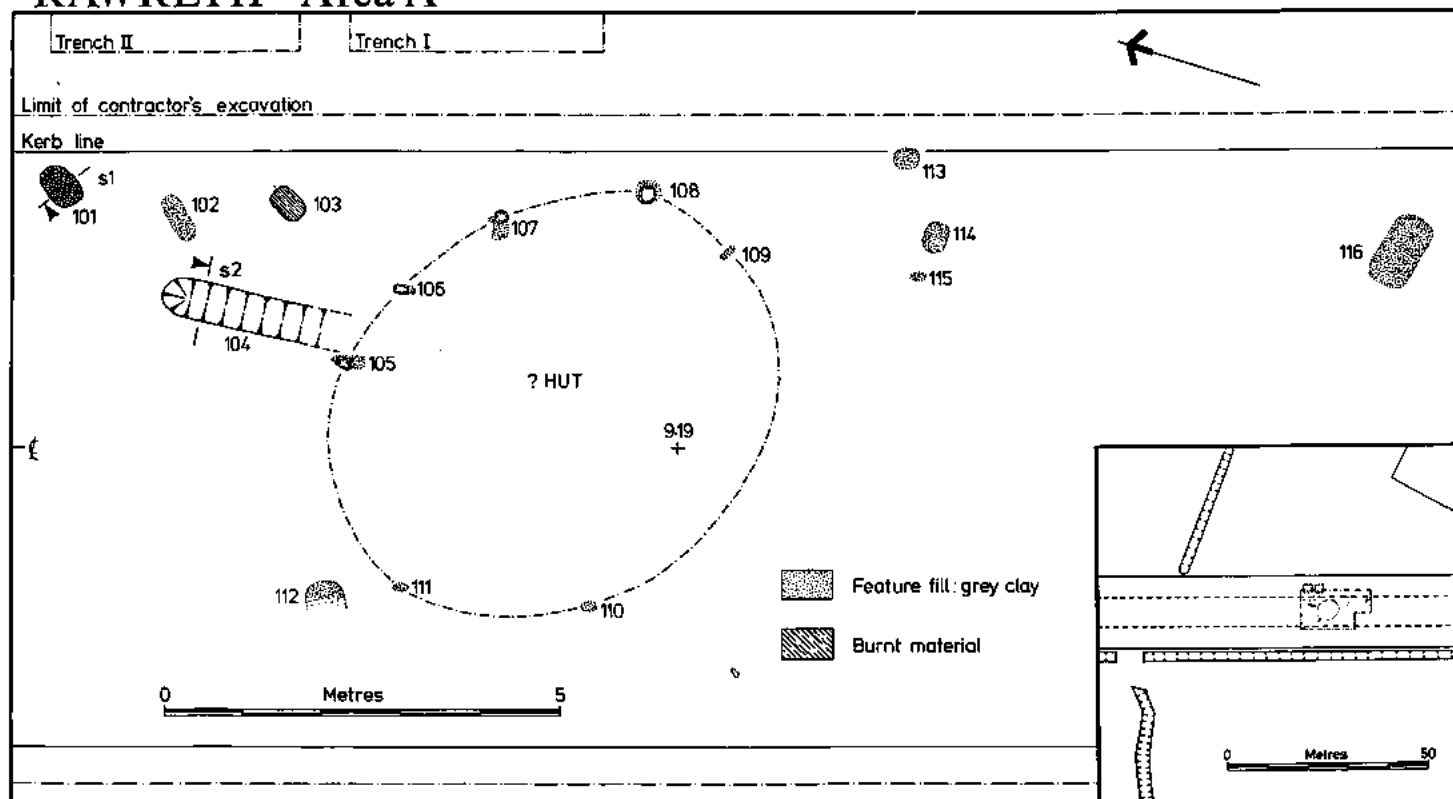 RAWRETH Area A
Trench II
Trench I
Limit of contractor's excavation
Kerb line
s1
101
102
103
108
113
107
109
114
115
116
s2
106
104
105
? HUT
9.19
℄
112
111
110
Feature fill: grey clay
Burnt material
0 Metres 5
0 Metres 50